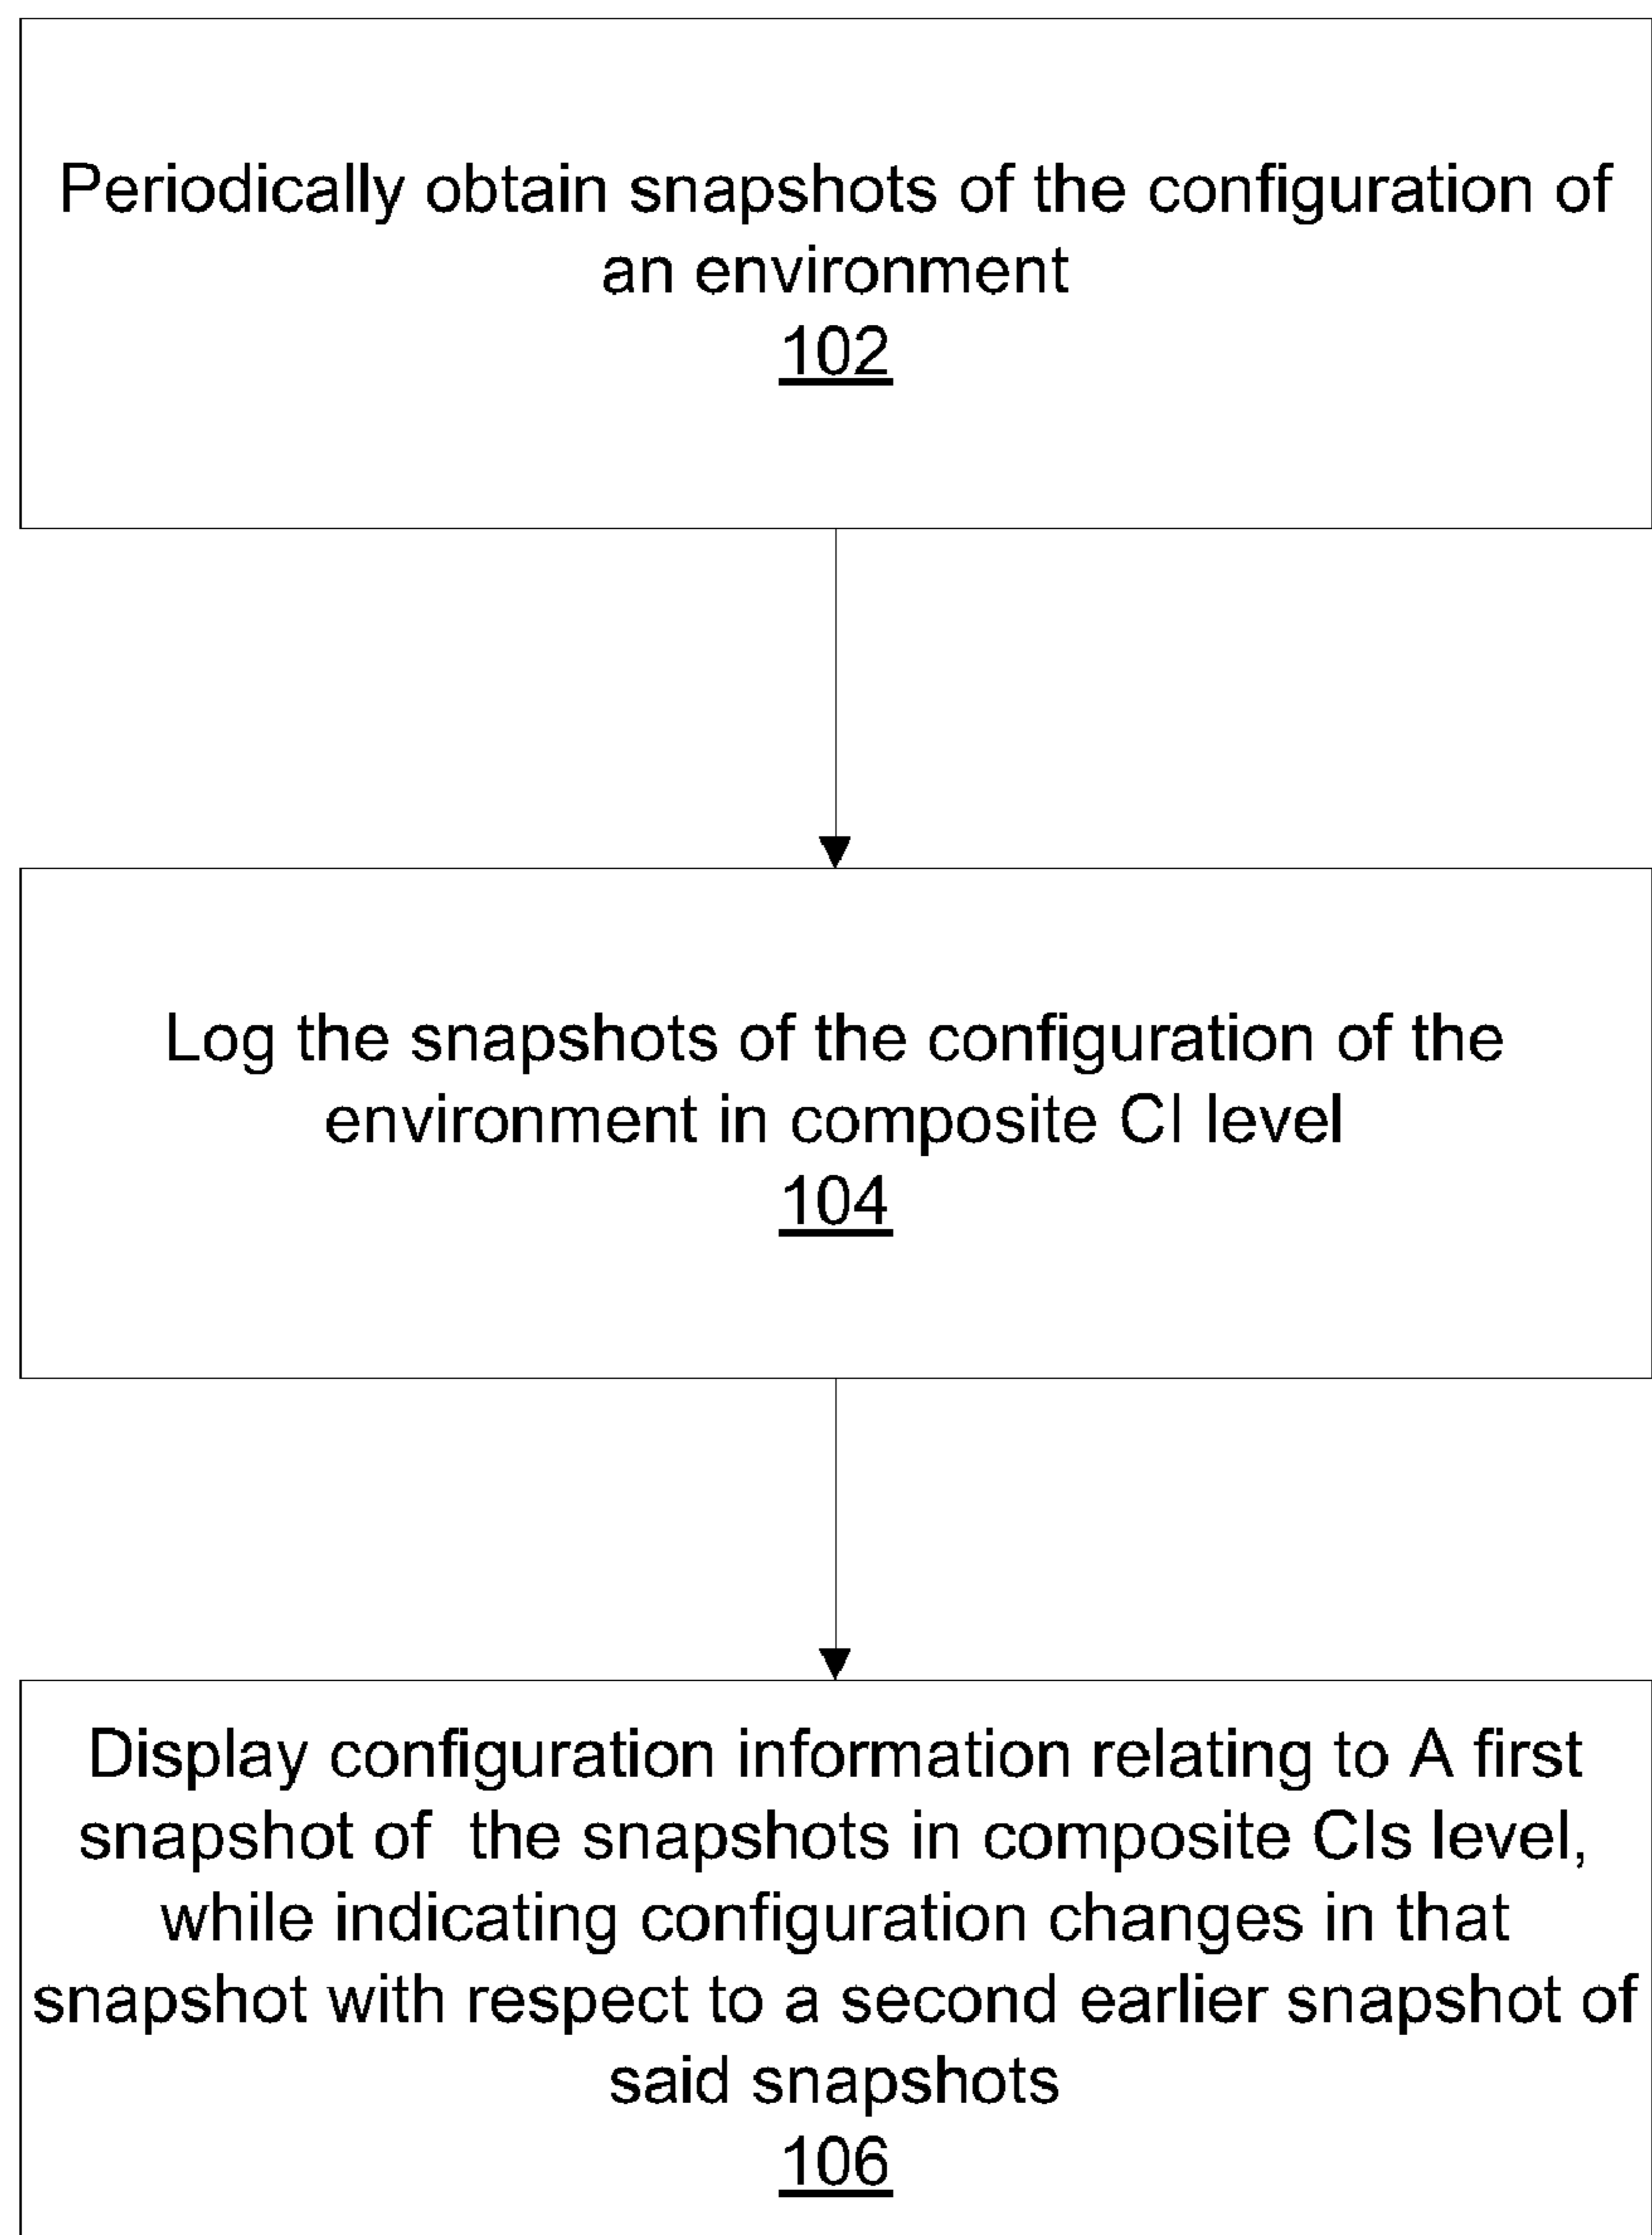 Periodically obtain snapshots of the configuration of
an environment
102
Log the snapshots of the configuration of the
environment in composite CI level
104
Display configuration information relating to A first
snapshot of  the snapshots in composite CIs level,
while indicating configuration changes in that
snapshot with respect to a second earlier snapshot of
said snapshots
106